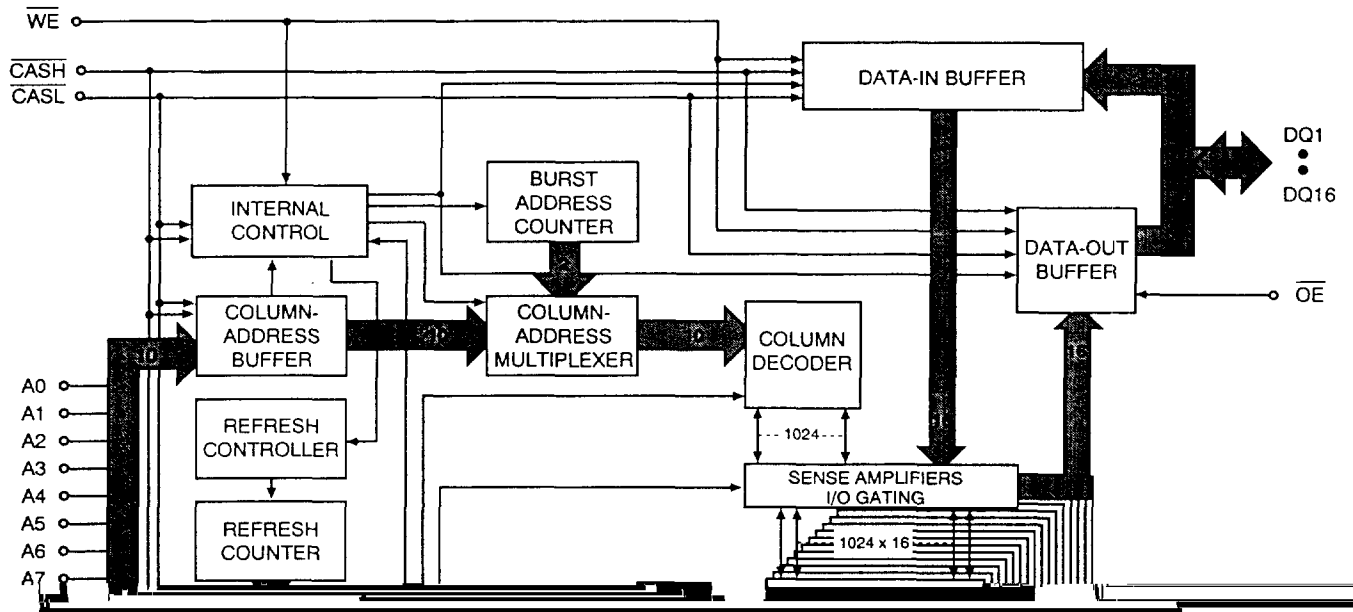 WE
CASH
CASL
DATA-IN BUFFER
DQ1
DQ16
BURST
ADDRESS
COUNTER
INTERNAL
CONTROL
DATA-OUT
BUFFER
OE
COLUMN-
ADDRESS
BUFFER
COLUMN-
ADDRESS
MULTIPLEXER
COLUMN
DECODER
10
A0
A1
A2
A3
A4
A5
A6
A7
REFRESH
CONTROLLER
1024
16
SENSE AMPLIFIERS
I/O GATING
REFRESH
COUNTER
1024 x 16